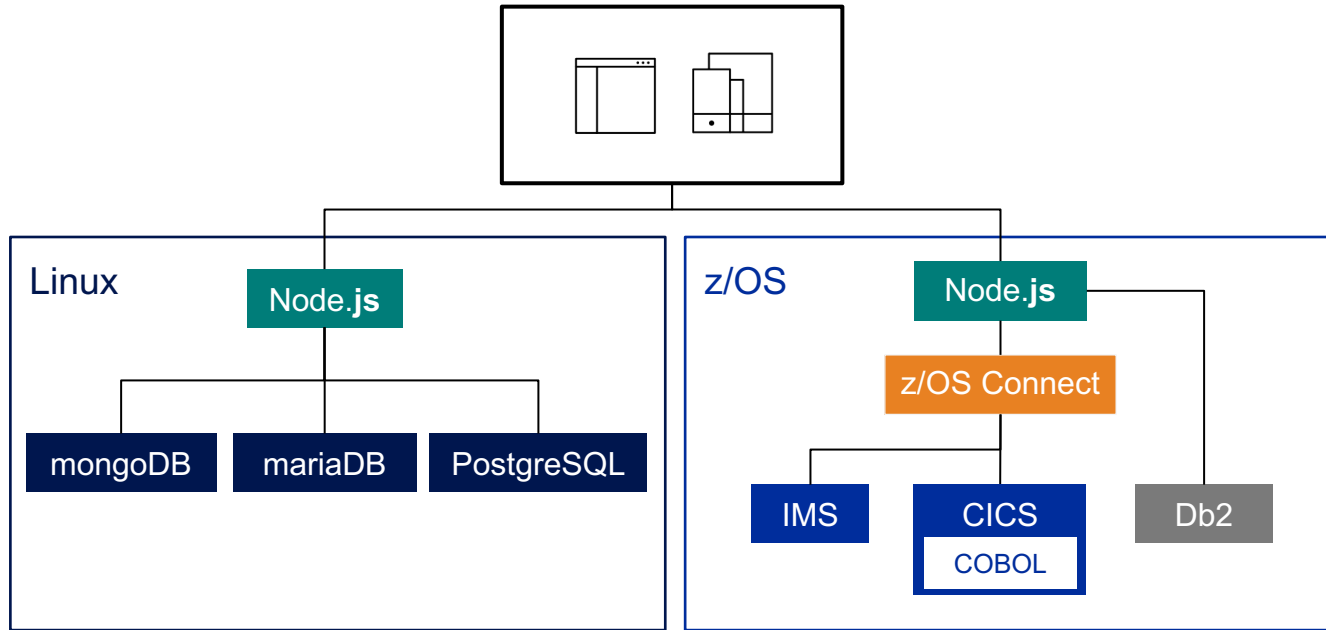 Linux
Node.js
mongoDB
mariaDB
PostgreSQL
z/OS
Node.js
z/OS Connect
IMS
CICS
COBOL
Db2